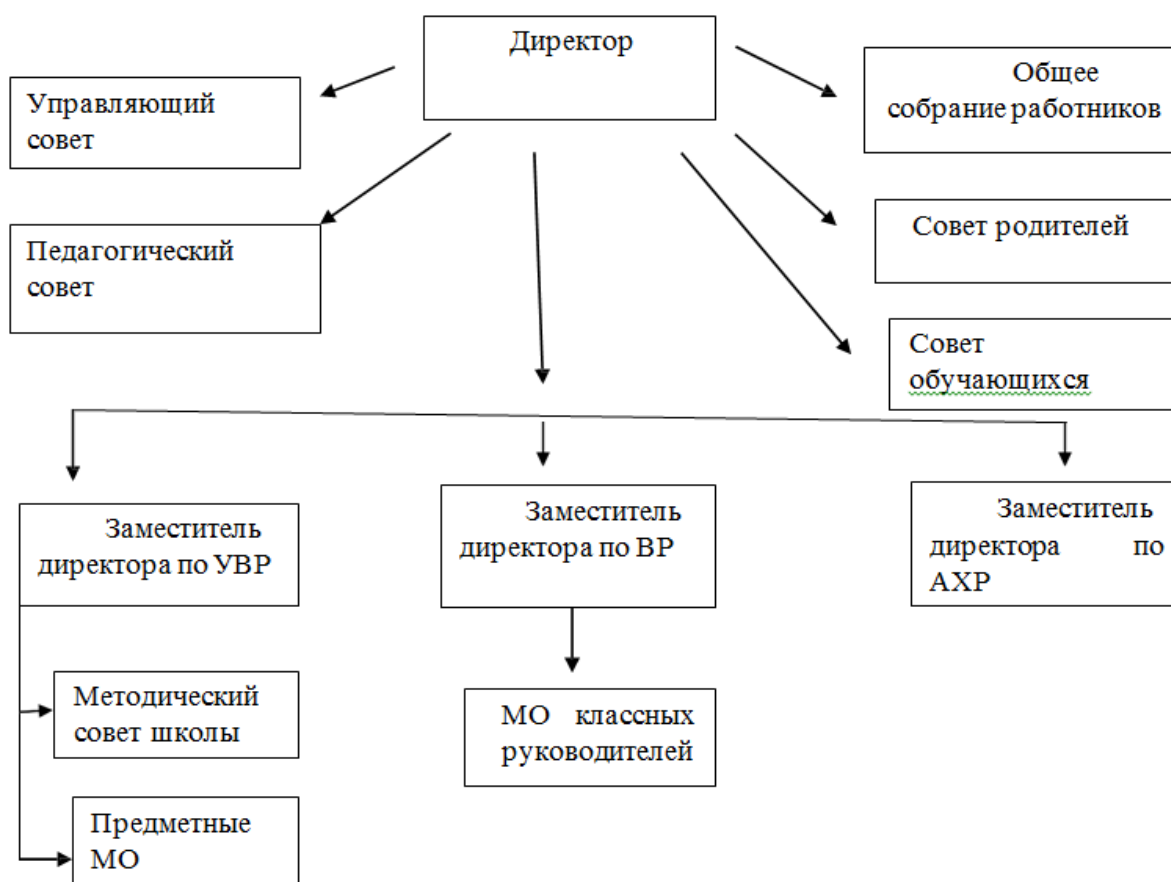 Директор
Управляющий
совет
Общее
собрание работников
Педагогический
совет
Совет родителей
Совет
обучающихся
Заместитель
директора по УВР
Заместитель
директора по ВР
Заместитель
директора по
АХР
Методический
совет школы
МО классных
руководителей
Предметные
МО